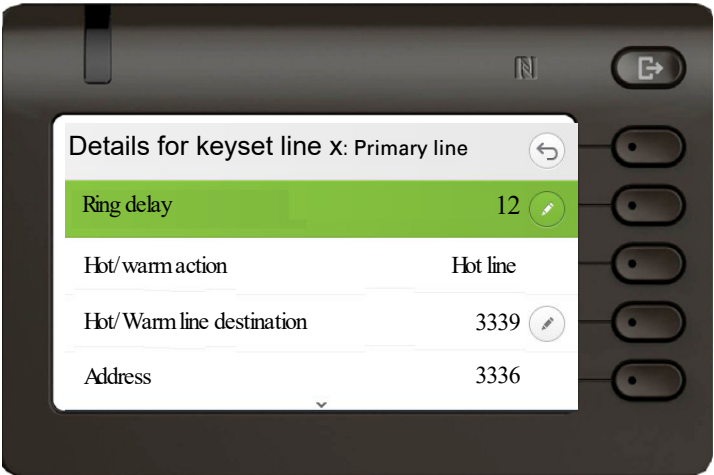 Details for keyset line x: Primary line
Ring delay 12
Hot/warm action Hot line
Hot/Warm line destination 3339
Address 3336